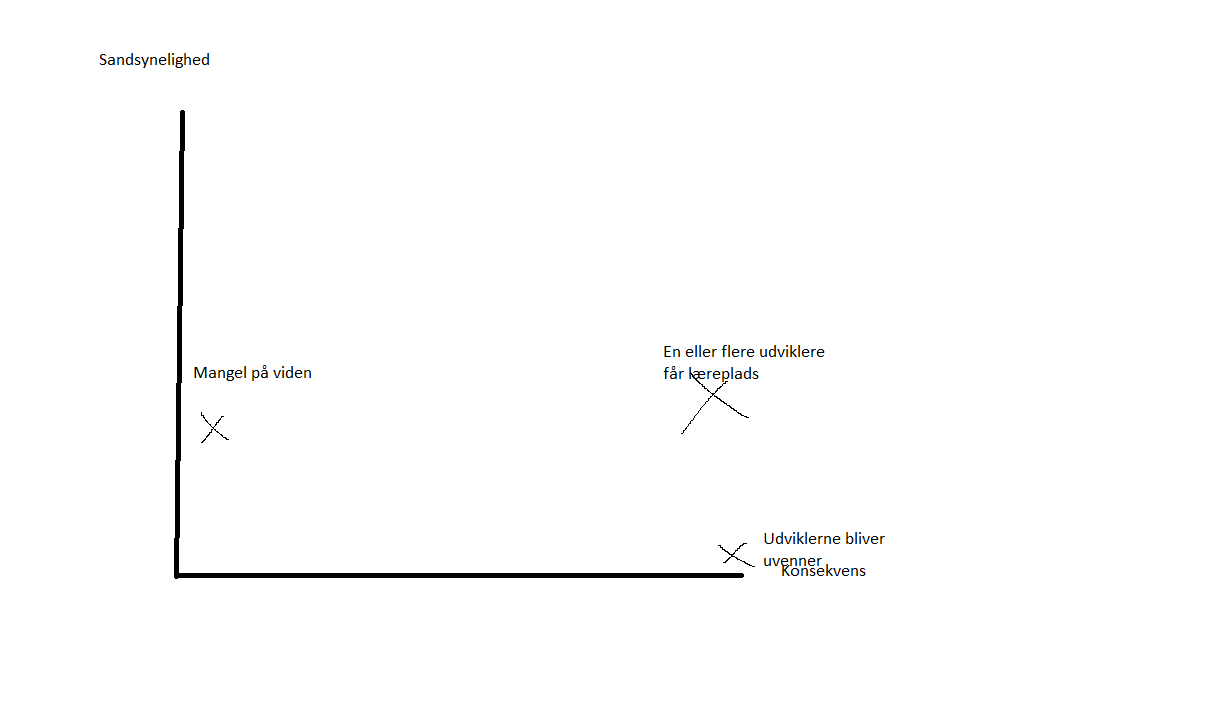 Sandsynelighed
En eller flere udviklere
får læreplads
Mangel på viden
Udviklerne bliver
uvenner
Konsekvens